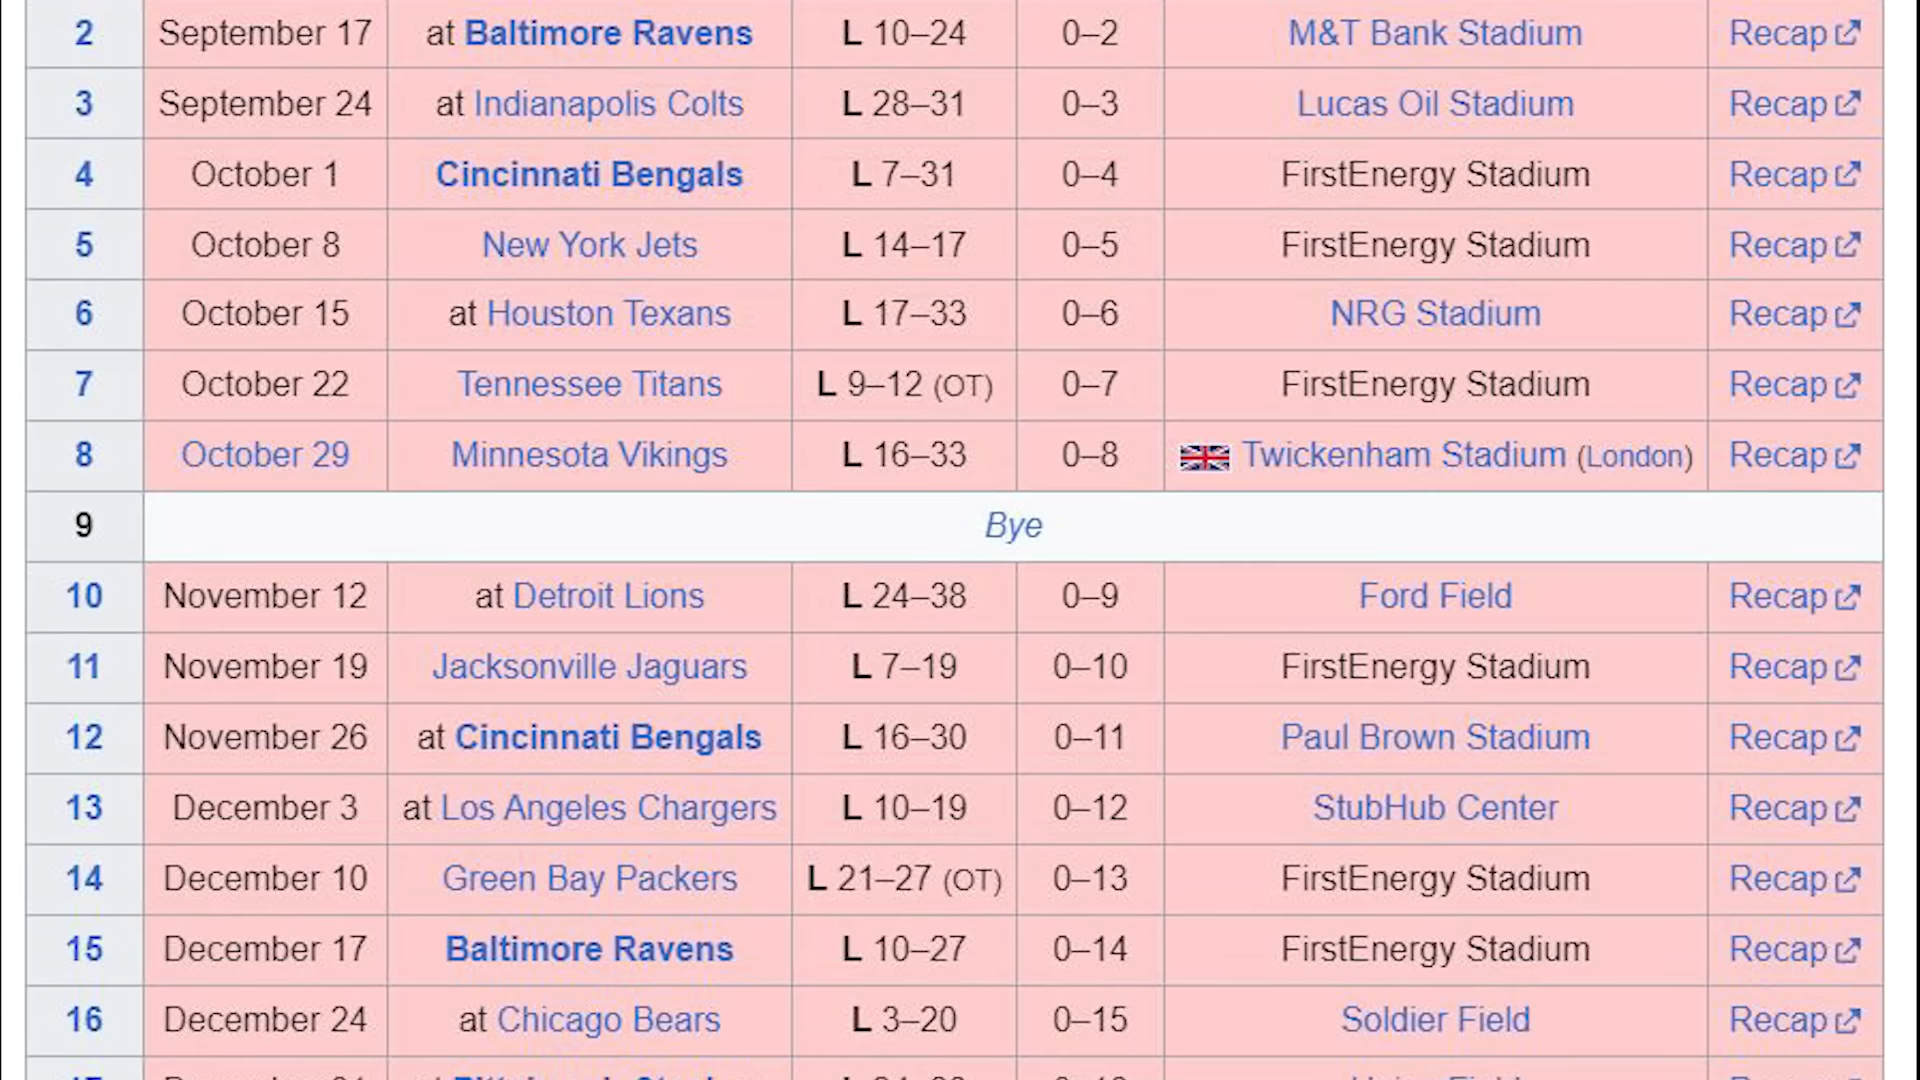 2 September 17 at Baltimore Ravens L 10–24 0–2 M&T Bank Stadium Recap
3 September 24 at Indianapolis Colts L 28–31 0–3 Lucas Oil Stadium Recap
4 October 1 Cincinnati Bengals L 7–31 0–4 FirstEnergy Stadium Recap
5 October 8 New York Jets L 14–17 0–5 FirstEnergy Stadium Recap
6 October 15 at Houston Texans L 17–33 0–6 NRG Stadium Recap
7 October 22 Tennessee Titans L 9–12 (OT) 0–7 FirstEnergy Stadium Recap
8 October 29 Minnesota Vikings L 16–33 0–8 Twickenham Stadium (London) Recap
9 Bye
10 November 12 at Detroit Lions L 24–38 0–9 Ford Field Recap
11 November 19 Jacksonville Jaguars L 7–19 0–10 FirstEnergy Stadium Recap
12 November 26 at Cincinnati Bengals L 16–30 0–11 Paul Brown Stadium Recap
13 December 3 at Los Angeles Chargers L 10–19 0–12 StubHub Center Recap
14 December 10 Green Bay Packers L 21–27 (OT) 0–13 FirstEnergy Stadium Recap
15 December 17 Baltimore Ravens L 10–27 0–14 FirstEnergy Stadium Recap
16 December 24 at Chicago Bears L 3–20 0–15 Soldier Field Recap